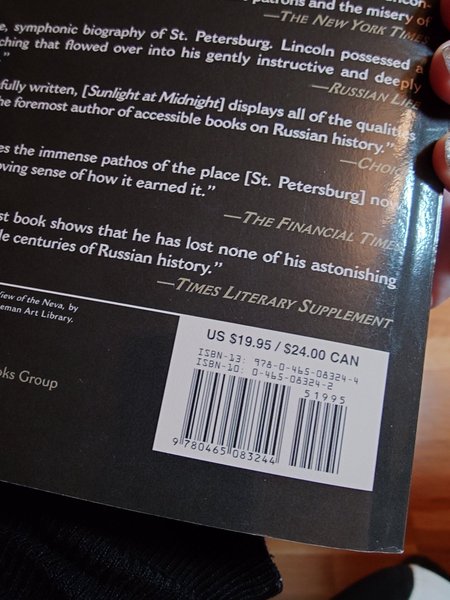 patrons and the misery of
—THE NEW YORK TIMES
symphonic biography of St. Petersburg. Lincoln possessed a
ching that flowed over into his gently instructive and deeply
”
—RUSSIAN LIFE
fully written, [Sunlight at Midnight] displays all of the qualities
he foremost author of accessible books on Russian history.”
—CHOICE
es the immense pathos of the place [St. Petersburg] now
oving sense of how it earned it.”
—THE FINANCIAL TIMES
st book shows that he has lost none of his astonishing
le centuries of Russian history.”
—TIMES LITERARY SUPPLEMENT
View of the Neva, by
eman Art Library.
oks Group
US $19.95 / $24.00 CAN
ISBN-13: 978-0-465-08324-4
ISBN-10: 0-465-08324-2
51995
9 780465 083244